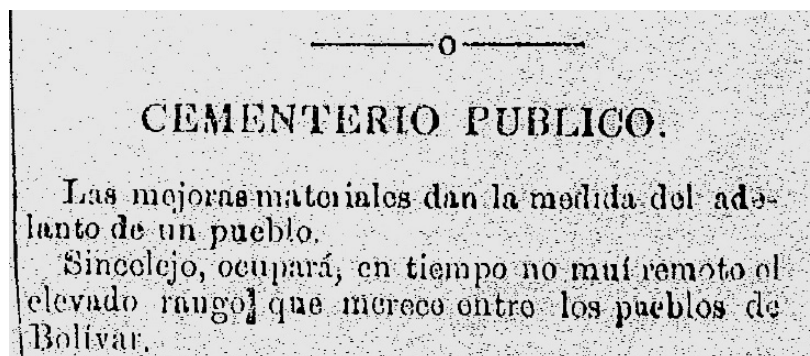 CEMENTERIO PUBLICO.
Las mejoras materiales dan la medida del ade-
lanto de un pueblo.
Sincelejo, ocupará, en tiempo no muí remoto el
elevado rango, que merece entre los pueblos de
Bolívar.